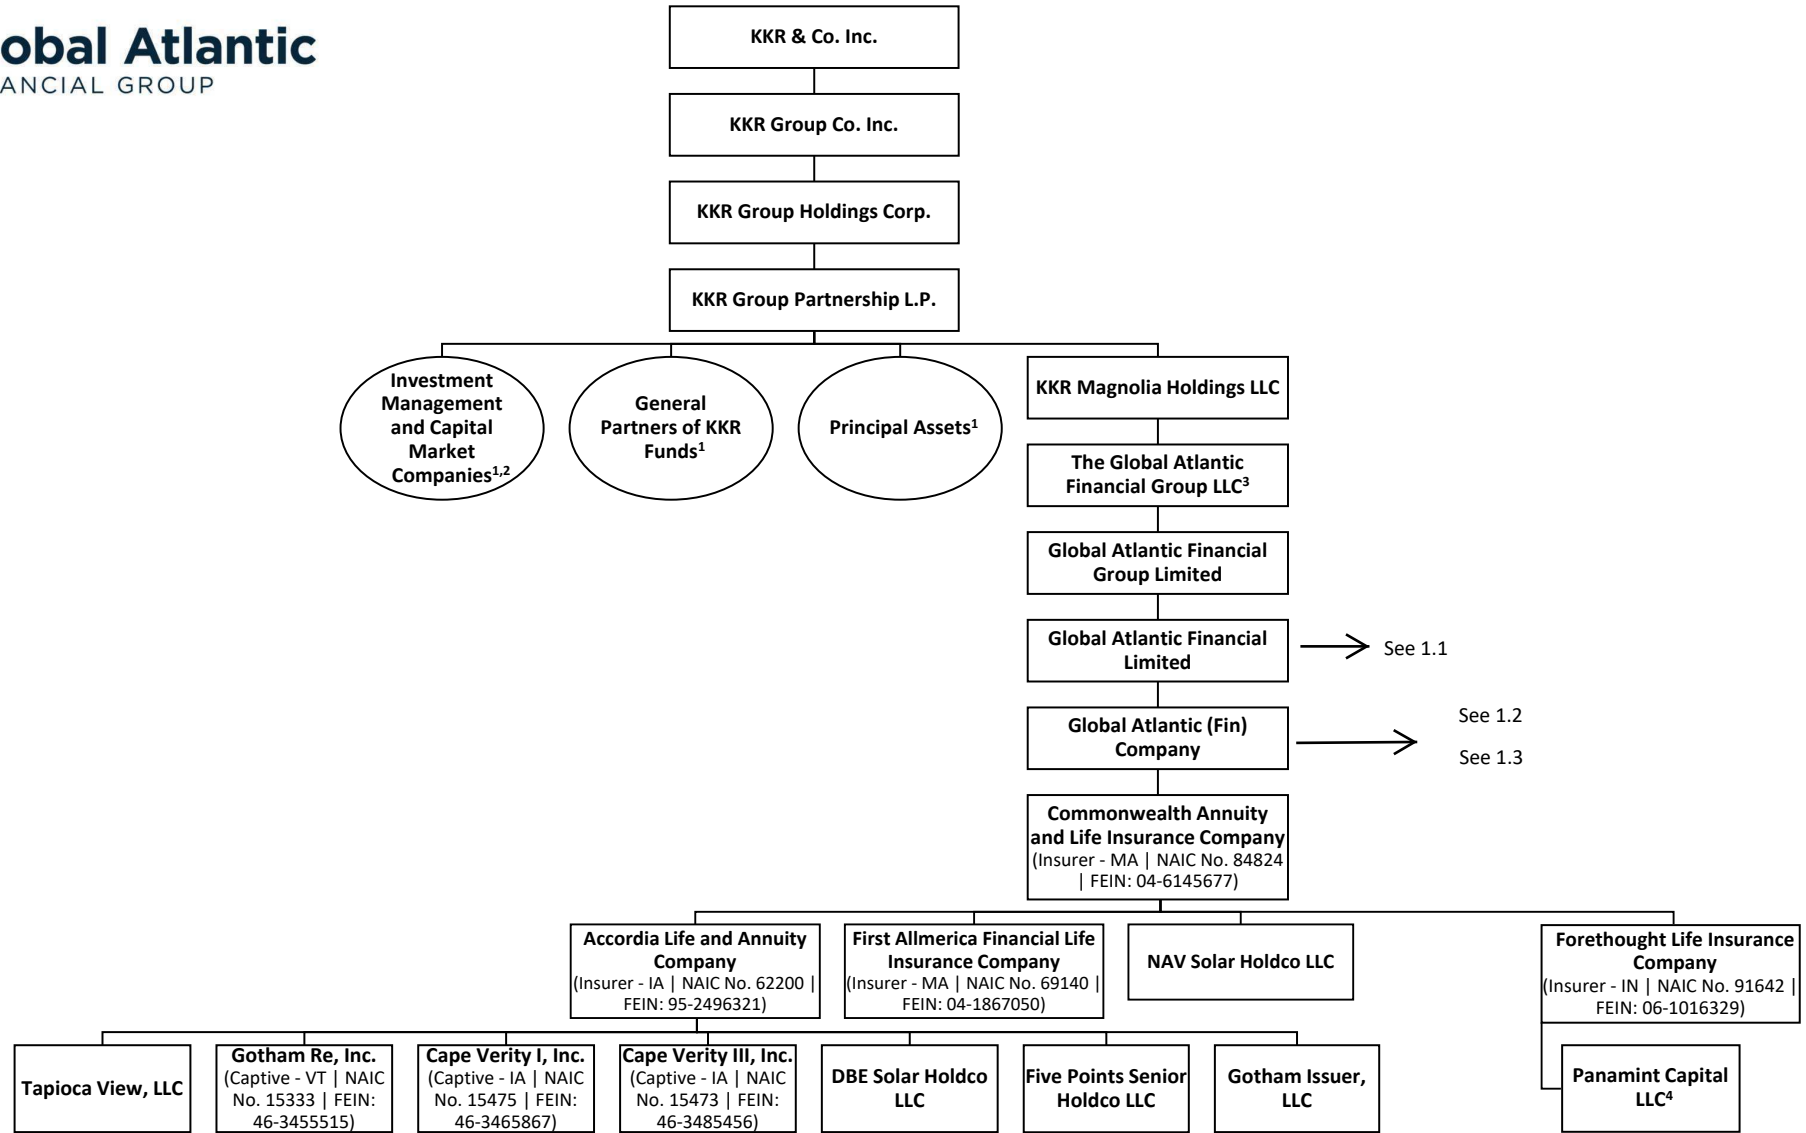 obal Atlantic
ANCIAL GROUP
KKR & Co. Inc.
KKR Group Co. Inc.
KKR Group Holdings Corp.
KKR Group Partnership L.P.
Investment
Management
and Capital
Market
Companies1,2
General
Partners of KKR
Funds1
Principal Assets1
KKR Magnolia Holdings LLC
The Global Atlantic
Financial Group LLC3
Global Atlantic Financial
Group Limited
Global Atlantic Financial
Limited
See 1.1
Global Atlantic (Fin)
Company
See 1.2
See 1.3
Commonwealth Annuity
and Life Insurance Company
(Insurer - MA | NAIC No. 84824
| FEIN: 04-6145677)
Accordia Life and Annuity
Company
(Insurer - IA | NAIC No. 62200 |
FEIN: 95-2496321)
First Allmerica Financial Life
Insurance Company
(Insurer - MA | NAIC No. 69140 |
FEIN: 04-1867050)
NAV Solar Holdco LLC
Forethought Life Insurance
Company
(Insurer - IN | NAIC No. 91642 |
FEIN: 06-1016329)
Tapioca View, LLC
Gotham Re, Inc.
(Captive - VT | NAIC
No. 15333 | FEIN:
46-3455515)
Cape Verity I, Inc.
(Captive - IA | NAIC
No. 15475 | FEIN:
46-3465867)
Cape Verity III, Inc.
(Captive - IA | NAIC
No. 15473 | FEIN:
46-3485456)
DBE Solar Holdco
LLC
Five Points Senior
Holdco LLC
Gotham Issuer,
LLC
Panamint Capital
LLC4